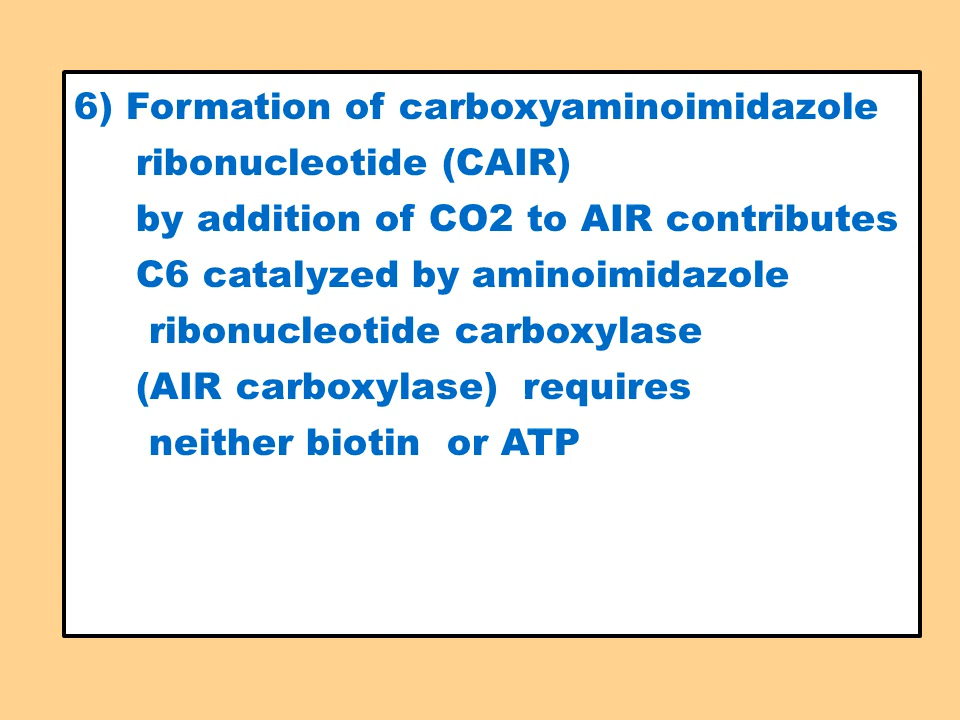 6) Formation of carboxyaminoimidazole
ribonucleotide (CAIR)
by addition of CO2 to AIR contributes
C6 catalyzed by aminoimidazole
ribonucleotide carboxylase
(AIR carboxylase) requires
neither biotin or ATP